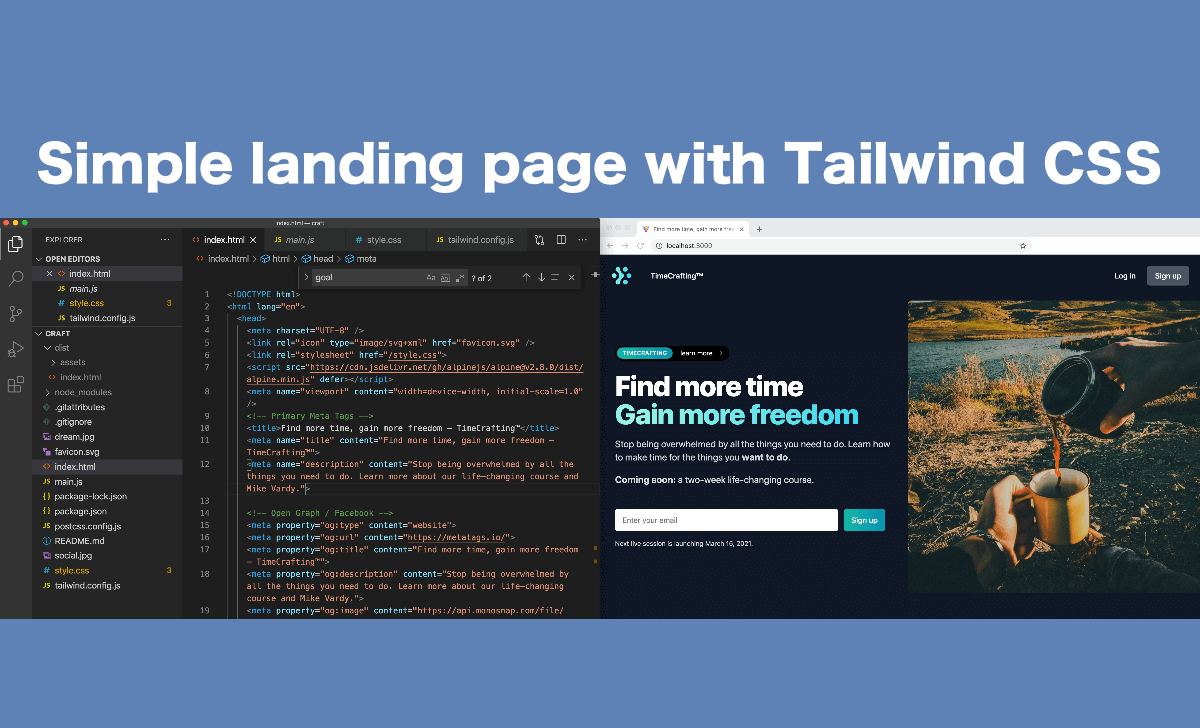 Simple landing page with Tailwind CSS
index.html — craft
EXPLORER
OPEN EDITORS
index.html
JS main.js
# style.css 3
JS tailwind.config.js
CRAFT
dist
assets
index.html
node_modules
.gitattributes
.gitignore
dream.jpg
favicon.svg
index.html
JS main.js
{} package-lock.json
{} package.json
JS postcss.config.js
README.md
social.jpg
# style.css 3
JS tailwind.config.js
index.html
JS main.js
# style.css
JS tailwind.config.js
index.html > html > head > meta
goal
Aa Ab .*
? of 2
1 <!DOCTYPE html>
2 <html lang="en">
3 <head>
4 <meta charset="UTF-8" />
5 <link rel="icon" type="image/svg+xml" href="favicon.svg" />
6 <link rel="stylesheet" href="/style.css">
7 <script src="https://cdn.jsdelivr.net/gh/alpinejs/alpine@v2.8.0/dist/
alpine.min.js" defer></script>
8 <meta name="viewport" content="width=device-width, initial-scale=1.0"
/>
9 <!-- Primary Meta Tags -->
10 <title>Find more time, gain more freedom — TimeCrafting™</title>
11 <meta name="title" content="Find more time, gain more freedom —
TimeCrafting™">
12 <meta name="description" content="Stop being overwhelmed by all the
things you need to do. Learn more about our life-changing course and
Mike Vardy.">
13
14 <!-- Open Graph / Facebook -->
15 <meta property="og:type" content="website">
16 <meta property="og:url" content="https://metatags.io/">
17 <meta property="og:title" content="Find more time, gain more freedom
— TimeCrafting™">
18 <meta property="og:description" content="Stop being overwhelmed by
all the things you need to do. Learn more about our life-changing
course and Mike Vardy.">
19 <meta property="og:image" content="https://api.monosnap.com/file/
Find more time, gain more free
localhost:3000
TimeCrafting™
Log in
Sign up
TIMECRAFTING learn more
Find more time
Gain more freedom
Stop being overwhelmed by all the things you need to do. Learn how
to make time for the things you want to do.
Coming soon: a two-week life-changing course.
Enter your email
Sign up
Next live session is launching March 16, 2021.